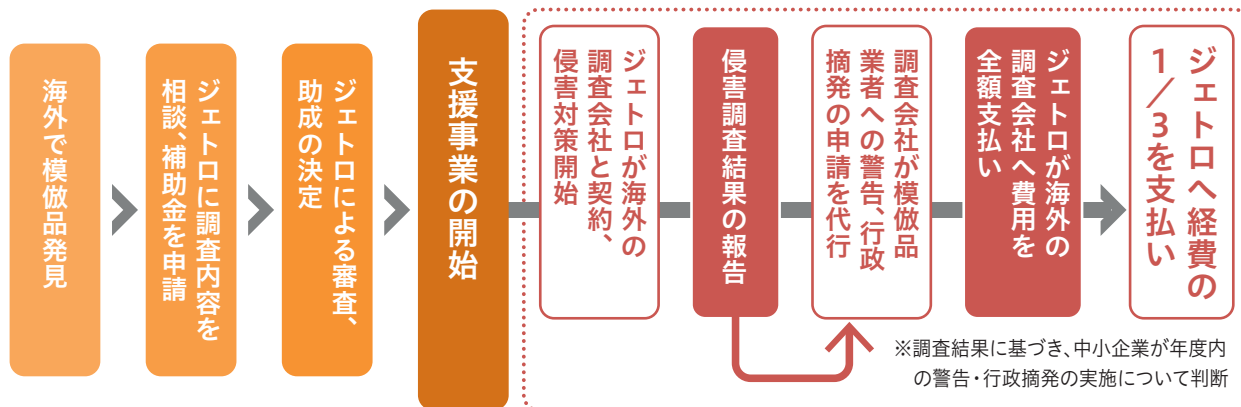 海外で模倣品発見
ジェトロに調査内容を
相談、補助金を申請
ジェトロによる審査、
助成の決定
支援事業の開始
ジェトロが海外の
調査会社と契約、
侵害対策開始
侵害調査結果の報告
調査会社が模倣品
業者への警告、行政
摘発の申請を代行
ジェトロが海外の
調査会社へ費用を
全額支払い
ジェトロへ経費の
1/3を支払い
※調査結果に基づき、中小企業が年度内
の警告・行政摘発の実施について判断